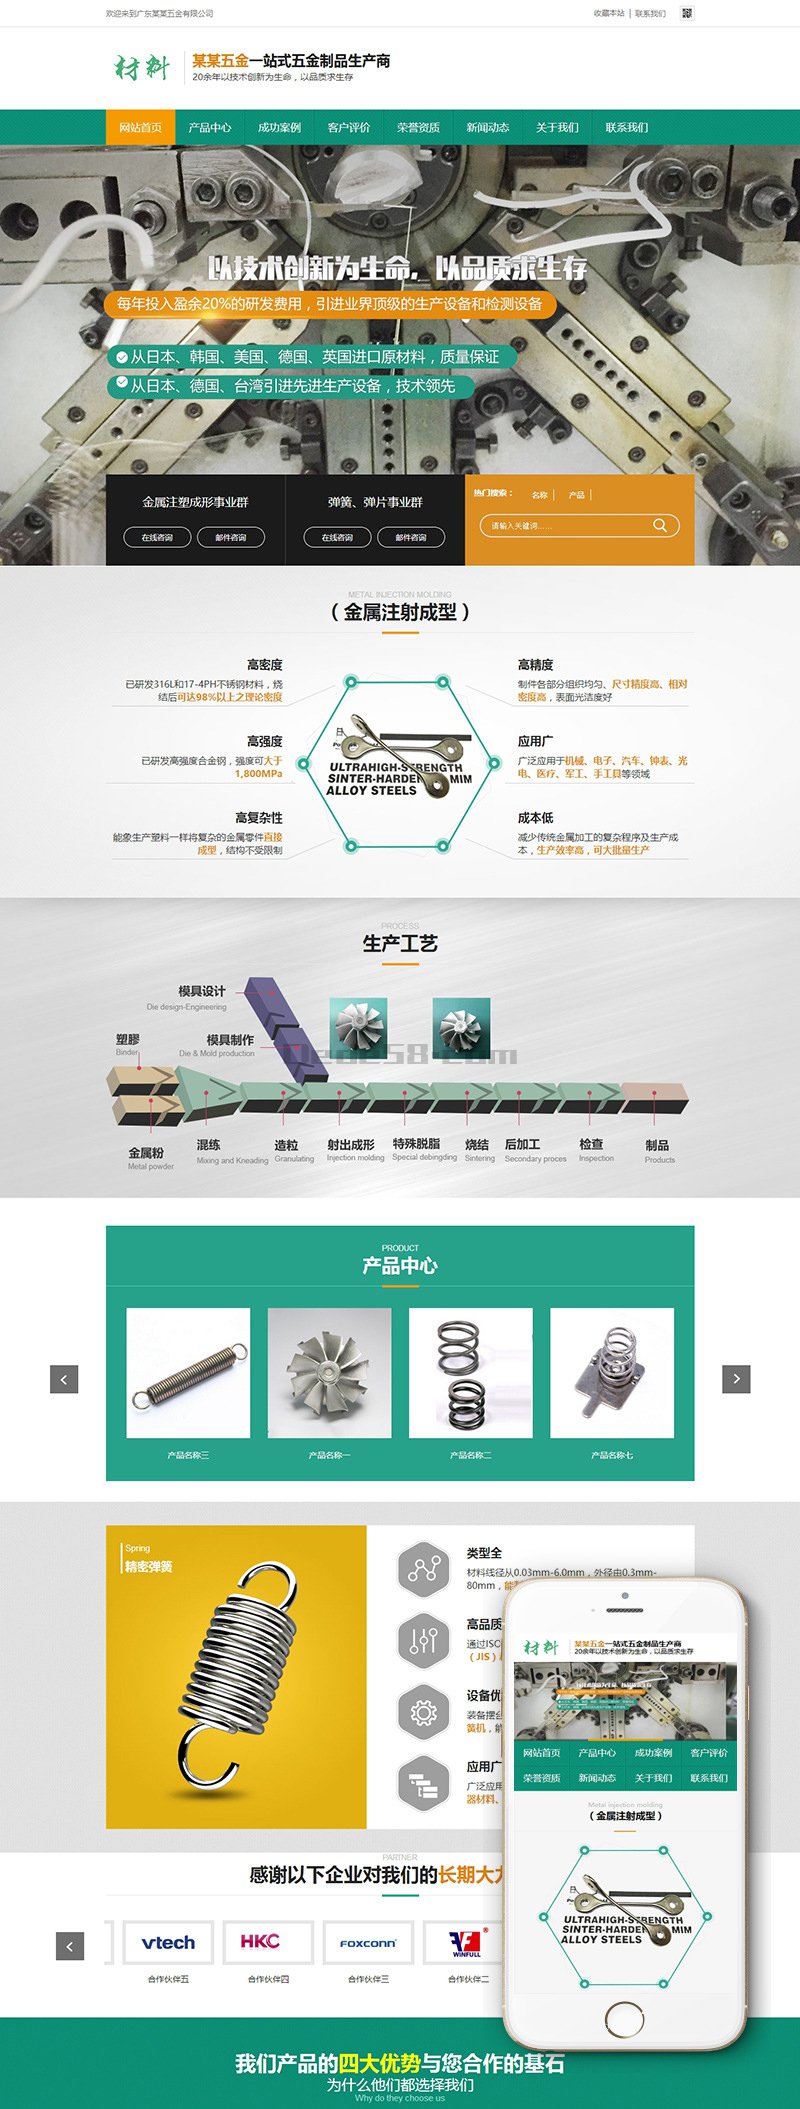 欢迎来到广东某某五金有限公司
收藏本站 | 联系我们
材料
某某五金一站式五金制品生产商
20余年以技术创新为生命，以品质求生存
网站首页 产品中心 成功案例 客户评价 荣誉资质 新闻动态 关于我们 联系我们
以技术创新为生命，以品质求生存
每年投入盈余20%的研发费用，引进业界顶级的生产设备和检测设备
从日本、韩国、美国、德国、英国进口原材料，质量保证
从日本、德国、台湾引进先进生产设备，技术领先
金属注塑成形事业群
在线咨询 邮件咨询
弹簧、弹片事业群
在线咨询 邮件咨询
热门搜索： 名称 | 产品 |
请输入关键词......
METAL INJECTION MOLDING
（金属注射成型）
高密度
已研发316L和17-4PH不锈钢材料，烧
结后可达98%以上之理论密度
高强度
已研发高强度合金钢，强度可大于
1,800MPa
高复杂性
能象生产塑料一样将复杂的金属零件直接
成型，结构不受限制
ULTRAHIGH-STRENGTH
SINTER-HARDE MIM
ALLOY STEELS
高精度
制件各部分组织均匀、尺寸精度高、相对
密度高，表面光洁度好
应用广
广泛应用于机械、电子、汽车、钟表、光
电、医疗、军工、手工具等领域
成本低
减少传统金属加工的复杂程序及生产成
本，生产效率高，可大批量生产
PROCESS
生产工艺
模具设计
Die design-Engineering
塑膠
Binder
模具制作
Die & Mold production
Dede58.com
金属粉
Metal powder
混练
Mixing and Kneading
造粒
Granulating
射出成形
Injection molding
特殊脱脂
Special debingding
烧结
Sintering
后加工
Secondary proces
检查
Inspection
制品
Products
PRODUCT
产品中心
产品名称三 产品名称一 产品名称二 产品名称七
Spring
精密弹簧
类型全
材料线径从0.03mm-6.0mm，外径由0.3mm-
80mm，能
高品质
通过ISO
（JIS）
设备优
装备摆台
簧机，能
应用广
广泛应用
器材料、
PARTNER
感谢以下企业对我们的长期大力
vtech
HKC
FOXCONN
WINFULL
合作伙伴五 合作伙伴四 合作伙伴三 合作伙伴二
材料
某某五金一站式五金制品生产商
20余年以技术创新为生命，以品质求生存
以技术创新为生命，以品质求生存
网站首页 产品中心 成功案例 客户评价
荣誉资质 新闻动态 关于我们 联系我们
Metal injection molding
（金属注射成型）
ULTRAHIGH-STRENGTH
SINTER-HARDER MIM
ALLOY STEELS
我们产品的四大优势与您合作的基石
为什么他们都选择我们
Why do they choose us